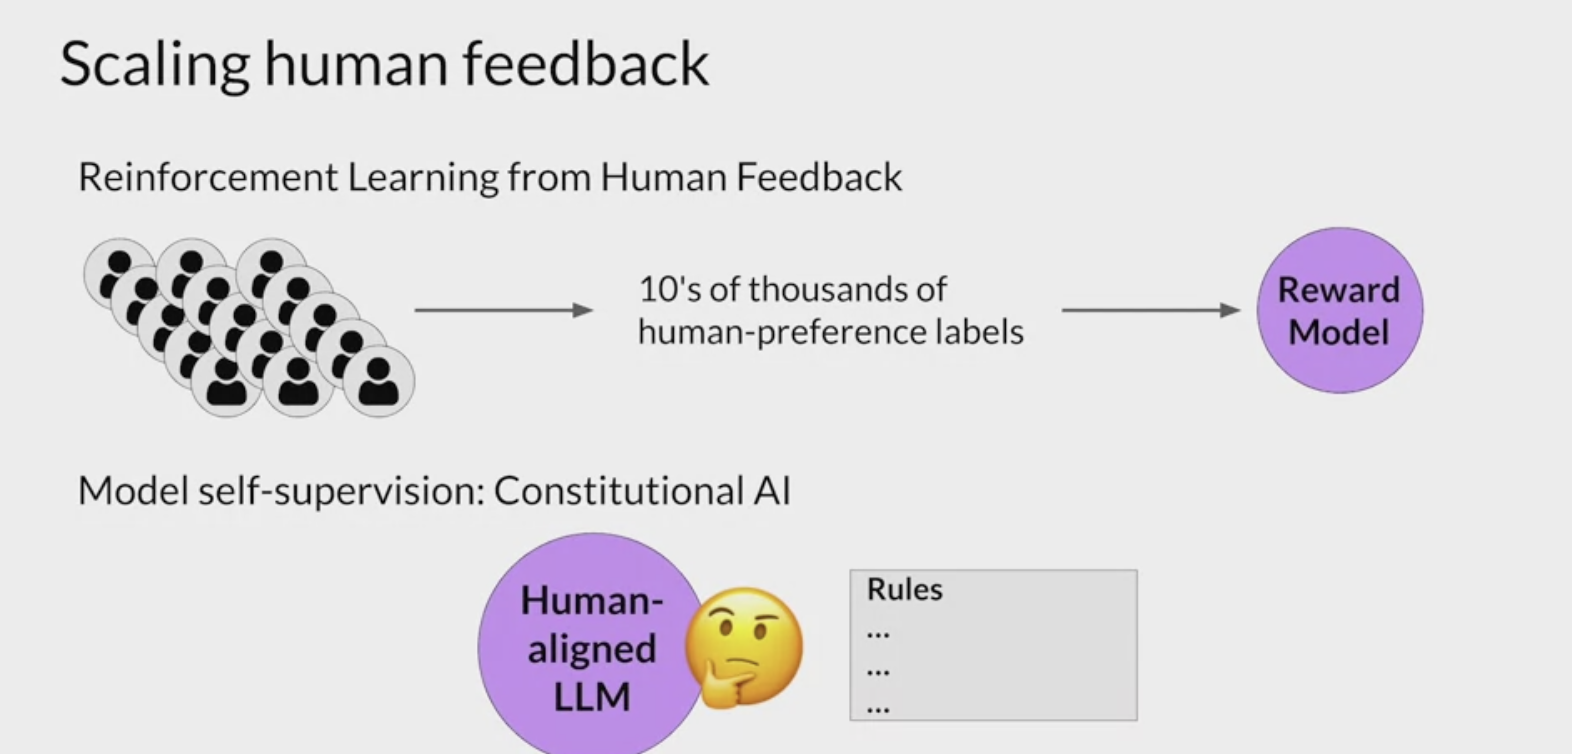 Scaling human feedback
Reinforcement Learning from Human Feedback
10's of thousands of
human-preference labels
Reward
Model
Model self-supervision: Constitutional AI
Human-
aligned
LLM
Rules
...
...
...